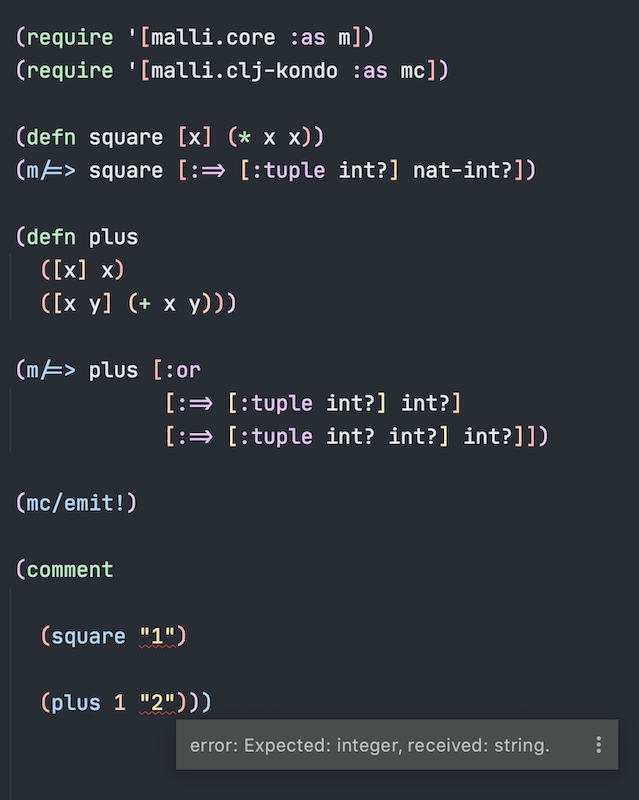 (require '[malli.core :as m])
(require '[malli.clj-kondo :as mc])
(defn square [x] (* x x))
(m/=> square [:=> [:tuple int?] nat-int?])
(defn plus
([x] x)
([x y] (+ x y)))
(m/=> plus [:or
[:=> [:tuple int?] int?]
[:=> [:tuple int? int?] int?]])
(mc/emit!)
(comment
(square "1")
(plus 1 "2")))
error: Expected: integer, received: string.